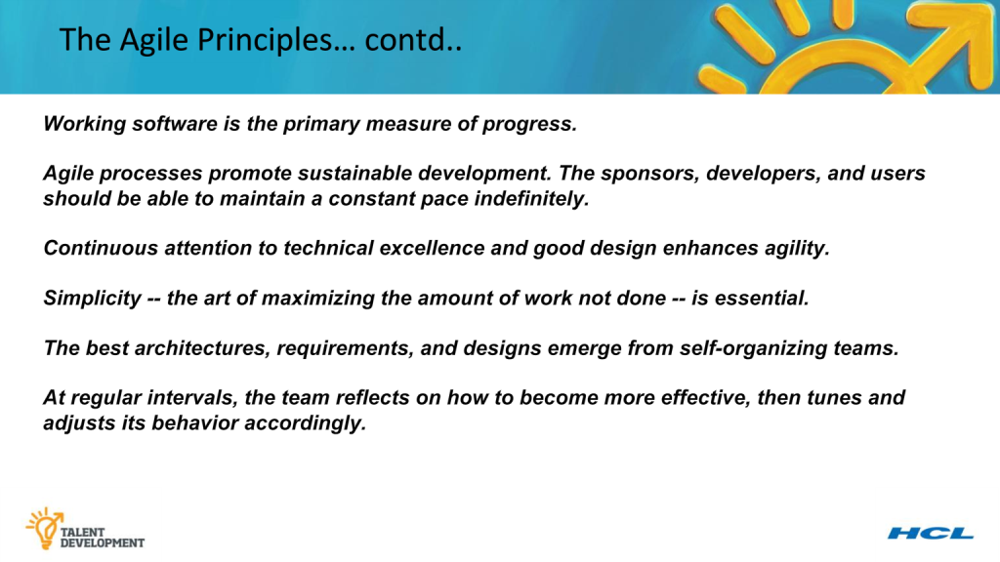 The Agile Principles... contd..
Working software is the primary measure of progress.
Agile processes promote sustainable development. The sponsors, developers, and users
should be able to maintain a constant pace indefinitely.
Continuous attention to technical excellence and good design enhances agility.
Simplicity -- the art of maximizing the amount of work not done -- is essential.
The best architectures, requirements, and designs emerge from self-organizing teams.
At regular intervals, the team reflects on how to become more effective, then tunes and
adjusts its behavior accordingly.
TALENT
DEVELOPMENT
HCL